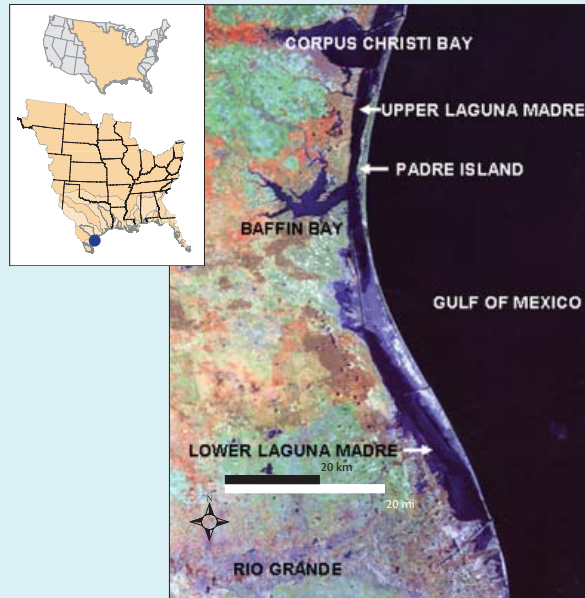 CORPUS CHRISTI BAY
UPPER LAGUNA MADRE
PADRE ISLAND
BAFFIN BAY
GULF OF MEXICO
LOWER LAGUNA MADRE
20 km
20 mi
N
RIO GRANDE